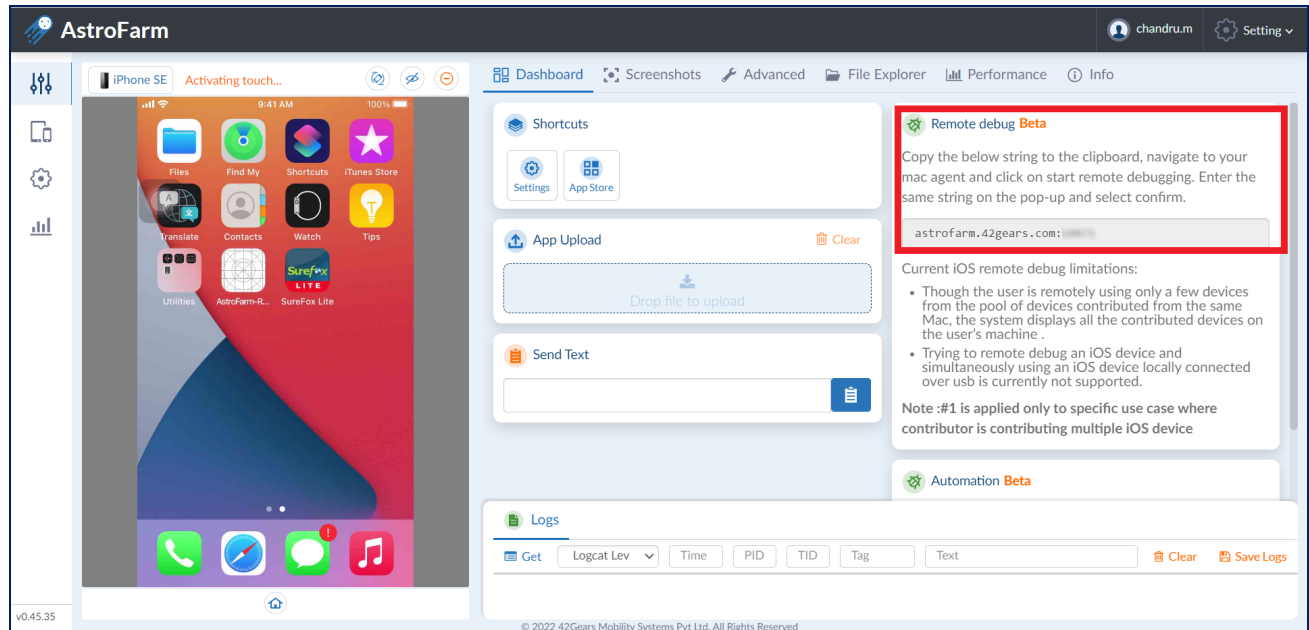 AstroFarm
chandru.m
Setting
iPhone SE
Activating touch...
9:41 AM
100%
Files
Find My
Shortcuts
iTunes Store
Translate
Contacts
Watch
Tips
Utilities
AstroFarm-R...
SureFox Lite
Surefox
LITE
!
v0.45.35
Dashboard
Screenshots
Advanced
File Explorer
Performance
Info
Shortcuts
Settings
App Store
App Upload
Clear
Drop file to upload
Send Text
Remote debug Beta
Copy the below string to the clipboard, navigate to your
mac agent and click on start remote debugging. Enter the
same string on the pop-up and select confirm.
astrofarm.42gears.com:
Current iOS remote debug limitations:
• Though the user is remotely using only a few devices
from the pool of devices contributed from the same
Mac, the system displays all the contributed devices on
the user's machine .
• Trying to remote debug an iOS device and
simultaneously using an iOS device locally connected
over usb is currently not supported.
Note :#1 is applied only to specific use case where
contributor is contributing multiple iOS device
Automation Beta
Logs
Get
Logcat Lev
Time
PID
TID
Tag
Text
Clear
Save Logs
© 2022 42Gears Mobility Systems Pvt Ltd. All Rights Reserved